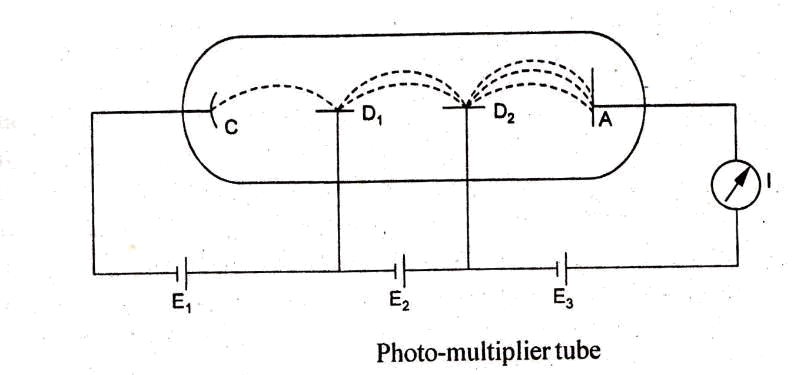 C
D₁
D₂
A
I
E₁
E₂
E₃
Photo-multiplier tube